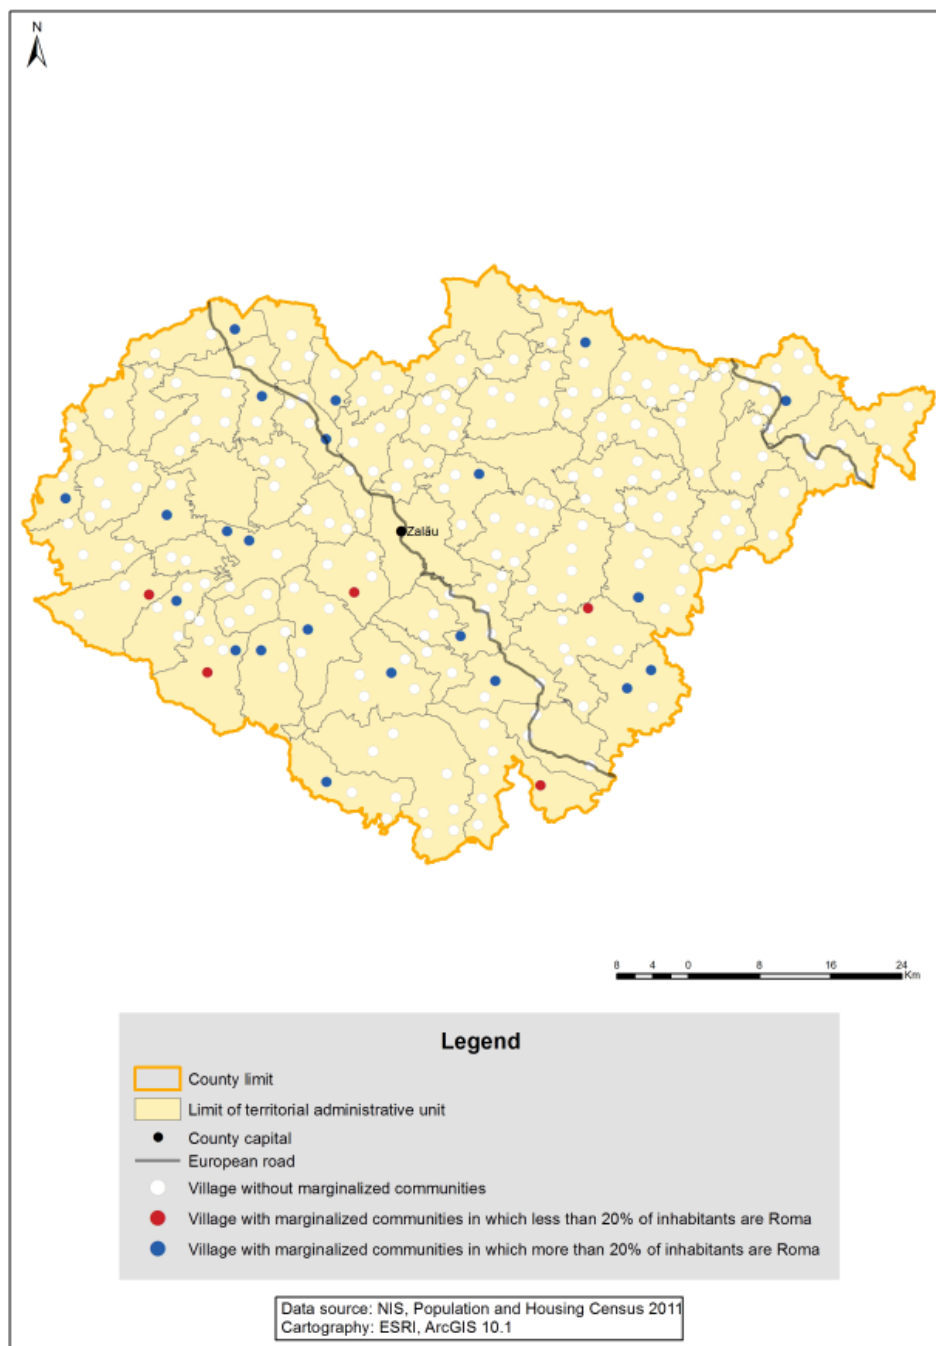 N
Zalău
8 4 0 8 16 24
Km
Legend
County limit
Limit of territorial administrative unit
County capital
European road
Village without marginalized communities
Village with marginalized communities in which less than 20% of inhabitants are Roma
Village with marginalized communities in which more than 20% of inhabitants are Roma
Data source: NIS, Population and Housing Census 2011
Cartography: ESRI, ArcGIS 10.1